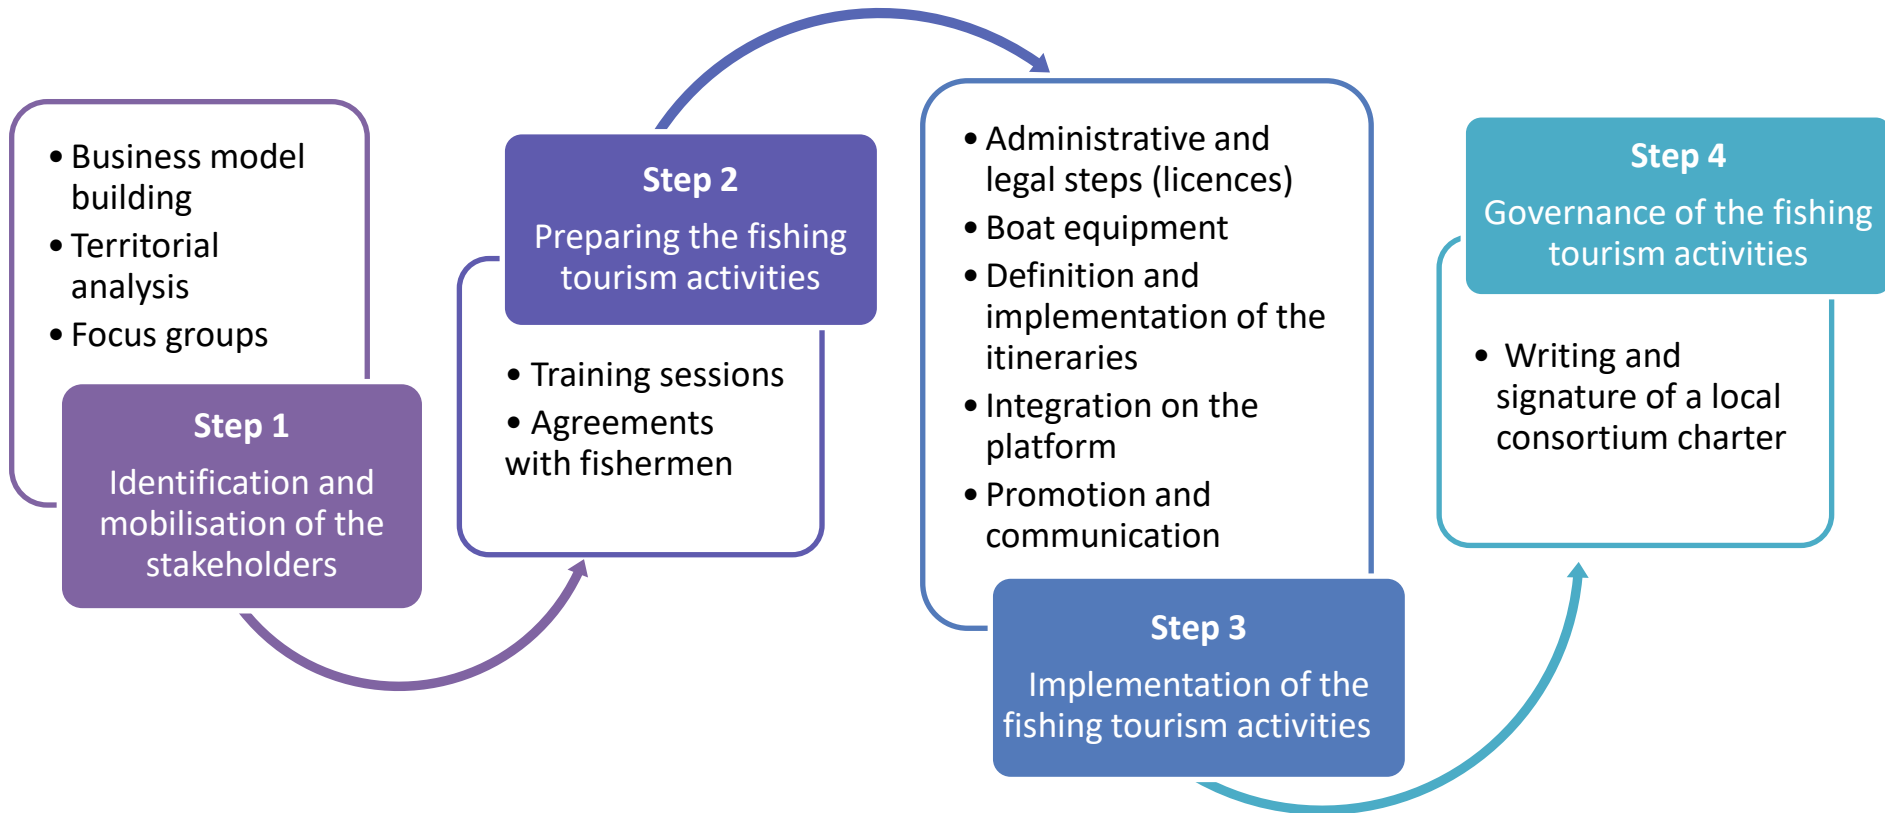 • Business model
building
• Territorial
analysis
• Focus groups
Step 1
Identification and
mobilisation of the
stakeholders
Step 2
Preparing the fishing
tourism activities
• Training sessions
• Agreements
with fishermen
• Administrative and
legal steps (licences)
• Boat equipment
• Definition and
implementation of the
itineraries
• Integration on the
platform
• Promotion and
communication
Step 3
Implementation of the
fishing tourism activities
Step 4
Governance of the fishing
tourism activities
• Writing and
signature of a local
consortium charter